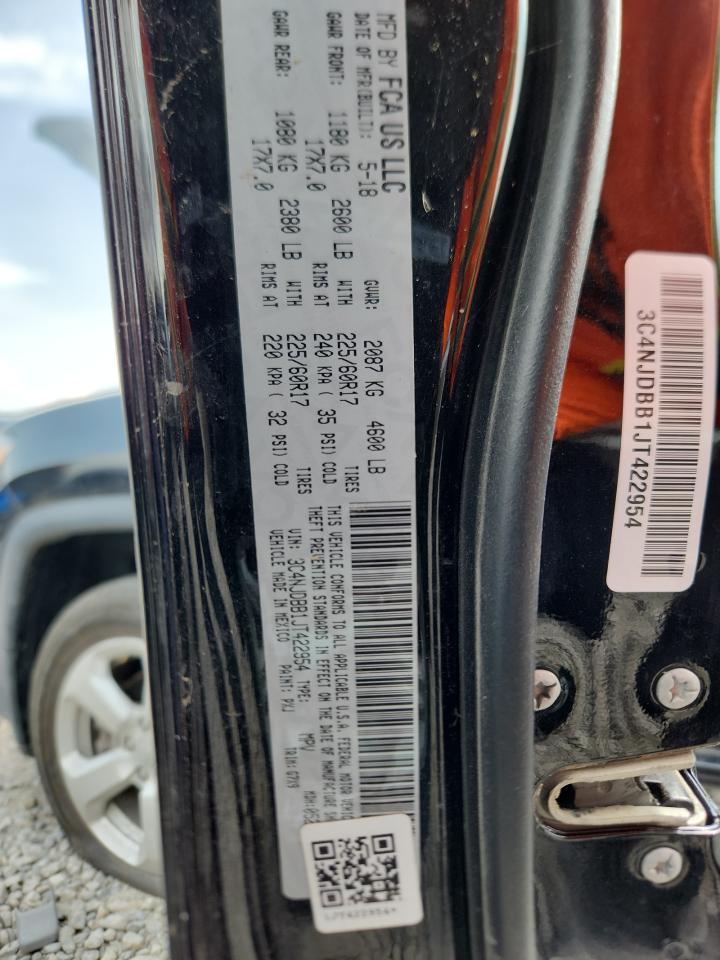 MFD BY FCA US LLC
DATE OF MFR(BUILT): 5-18 GVWR: 2087 KG 4600 LB
GAWR FRONT: 1180 KG 2600 LB WITH 225/60R17 TIRES
17X7.0 RIMS AT 240 KPA ( 35 PSI) COLD
GAWR REAR: 1080 KG 2380 LB WITH 225/60R17 TIRES
17X7.0 RIMS AT 220 KPA ( 32 PSI) COLD
THIS VEHICLE CONFORMS TO ALL APPLICABLE U.S.A. FEDERAL MOTOR
THEFT PREVENTION STANDARDS IN EFFECT ON THE DATE OF MANUFACTURE
VIN: 3C4NJDBB1JT422954 TYPE: MPV
VEHICLE MADE IN MEXICO PAINT: PXJ TRIM: G7X9
3C4NJDBB1JT422954